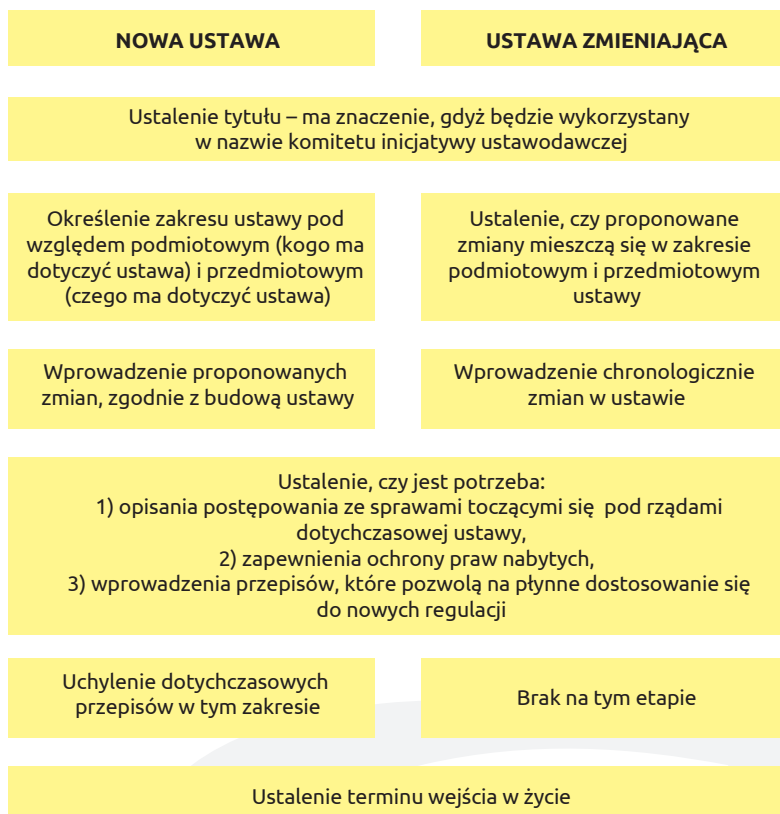 NOWA USTAWA
USTAWA ZMIENIAJĄCA
Ustalenie tytułu – ma znaczenie, gdyż będzie wykorzystany
w nazwie komitetu inicjatywy ustawodawczej
Określenie zakresu ustawy pod
względem podmiotowym (kogo ma
dotyczyć ustawa) i przedmiotowym
(czego ma dotyczyć ustawa)
Ustalenie, czy proponowane
zmiany mieszczą się w zakresie
podmiotowym i przedmiotowym
ustawy
Wprowadzenie proponowanych
zmian, zgodnie z budową ustawy
Wprowadzenie chronologicznie
zmian w ustawie
Ustalenie, czy jest potrzeba:
1) opisania postępowania ze sprawami toczącymi się pod rządami
dotychczasowej ustawy,
2) zapewnienia ochrony praw nabytych,
3) wprowadzenia przepisów, które pozwolą na płynne dostosowanie się
do nowych regulacji
Uchylenie dotychczasowych
przepisów w tym zakresie
Brak na tym etapie
Ustalenie terminu wejścia w życie